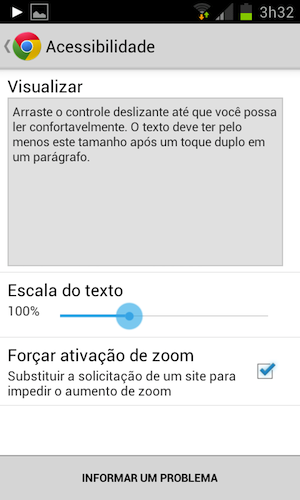 3h32
Acessibilidade
Visualizar
Arraste o controle deslizante até que você possa
ler confortavelmente. O texto deve ter pelo
menos este tamanho após um toque duplo em
um parágrafo.
Escala do texto
100%
Forçar ativação de zoom
Substituir a solicitação de um site para
impedir o aumento de zoom
INFORMAR UM PROBLEMA